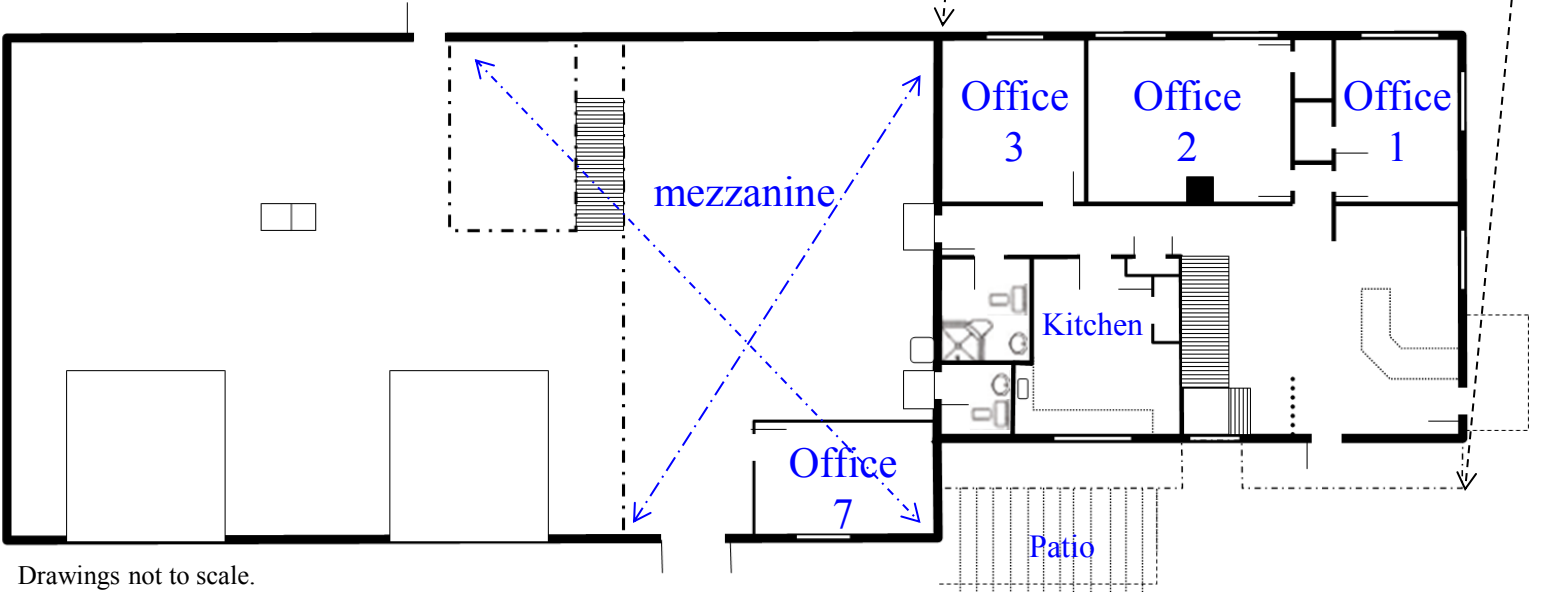 Office
3
Office
2
Office
1
mezzanine
Kitchen
Office
7
Patio
Drawings not to scale.